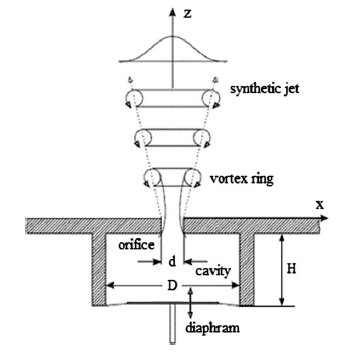 z
synthetic jet
vortex ring
x
orifice
d
cavity
H
D
diaphram